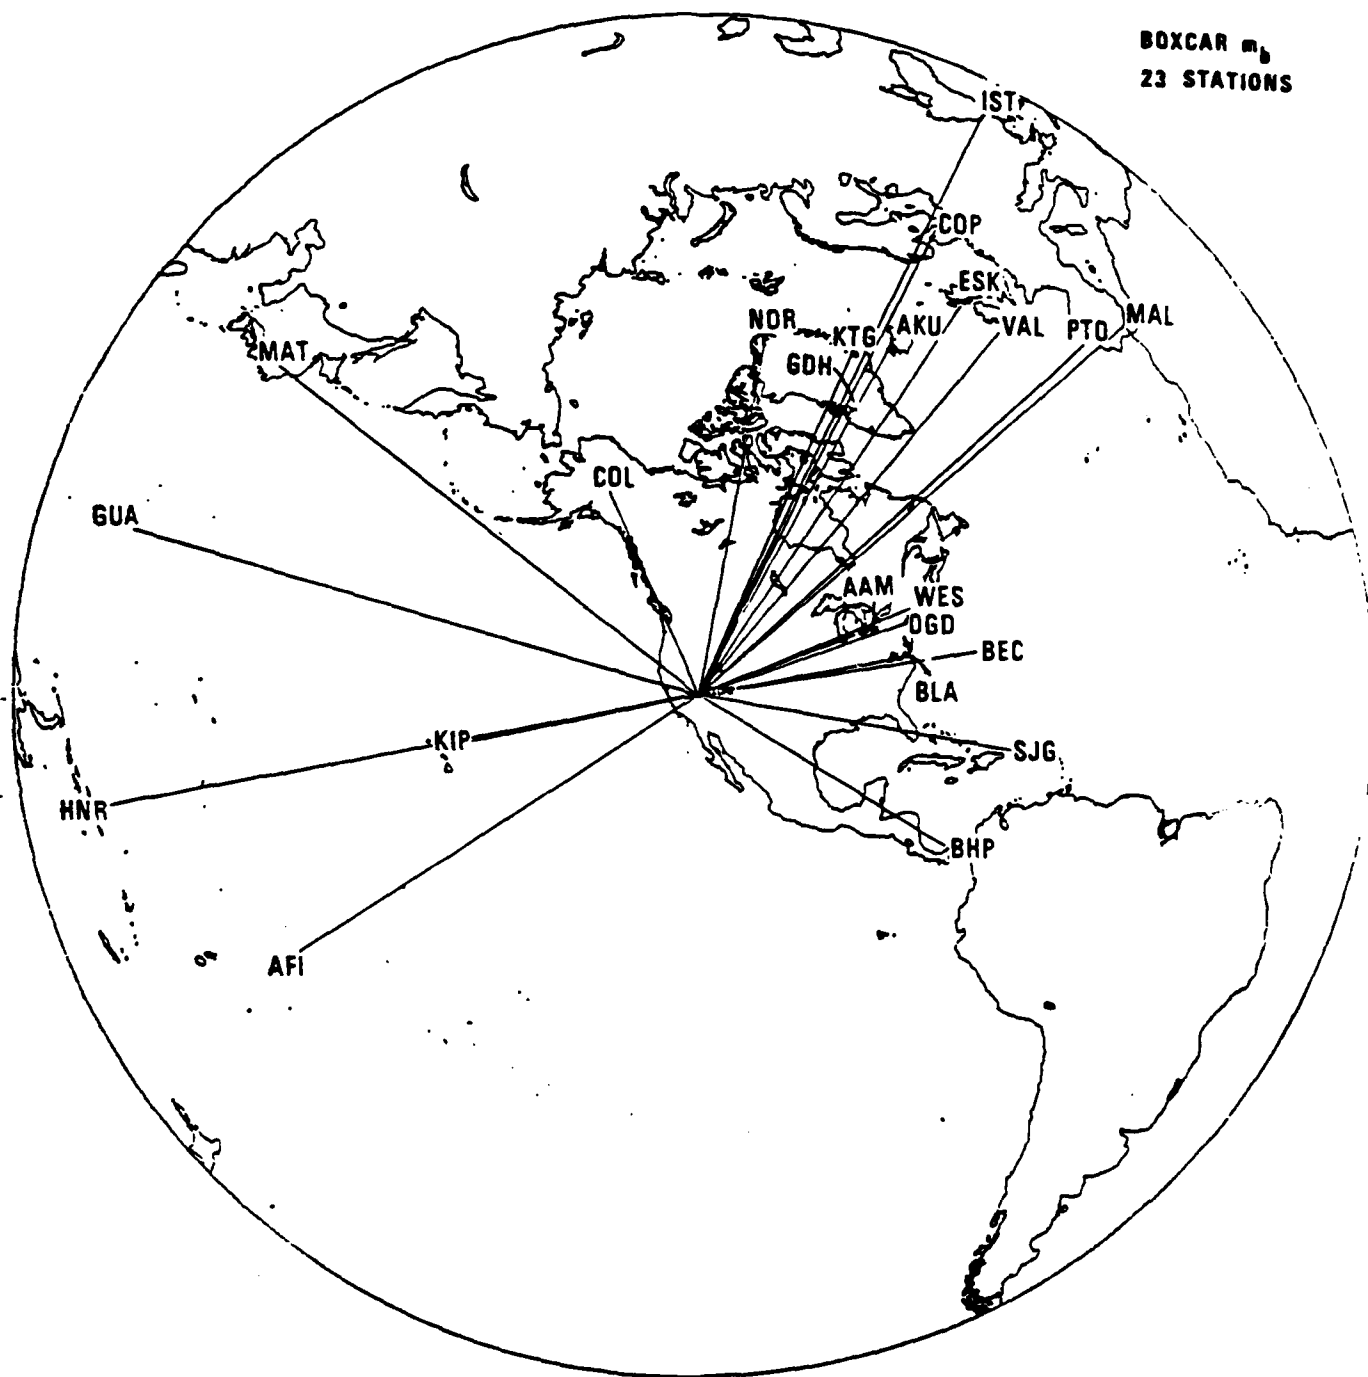 BOXCAR mb
23 STATIONS
IST
COP
ESK
NOR
KTG
AKU
VAL
PTO
MAL
MAT
GDH
COL
GUA
AAM
WES
OGD
BEC
BLA
KIP
SJG
HNR
BHP
AFI